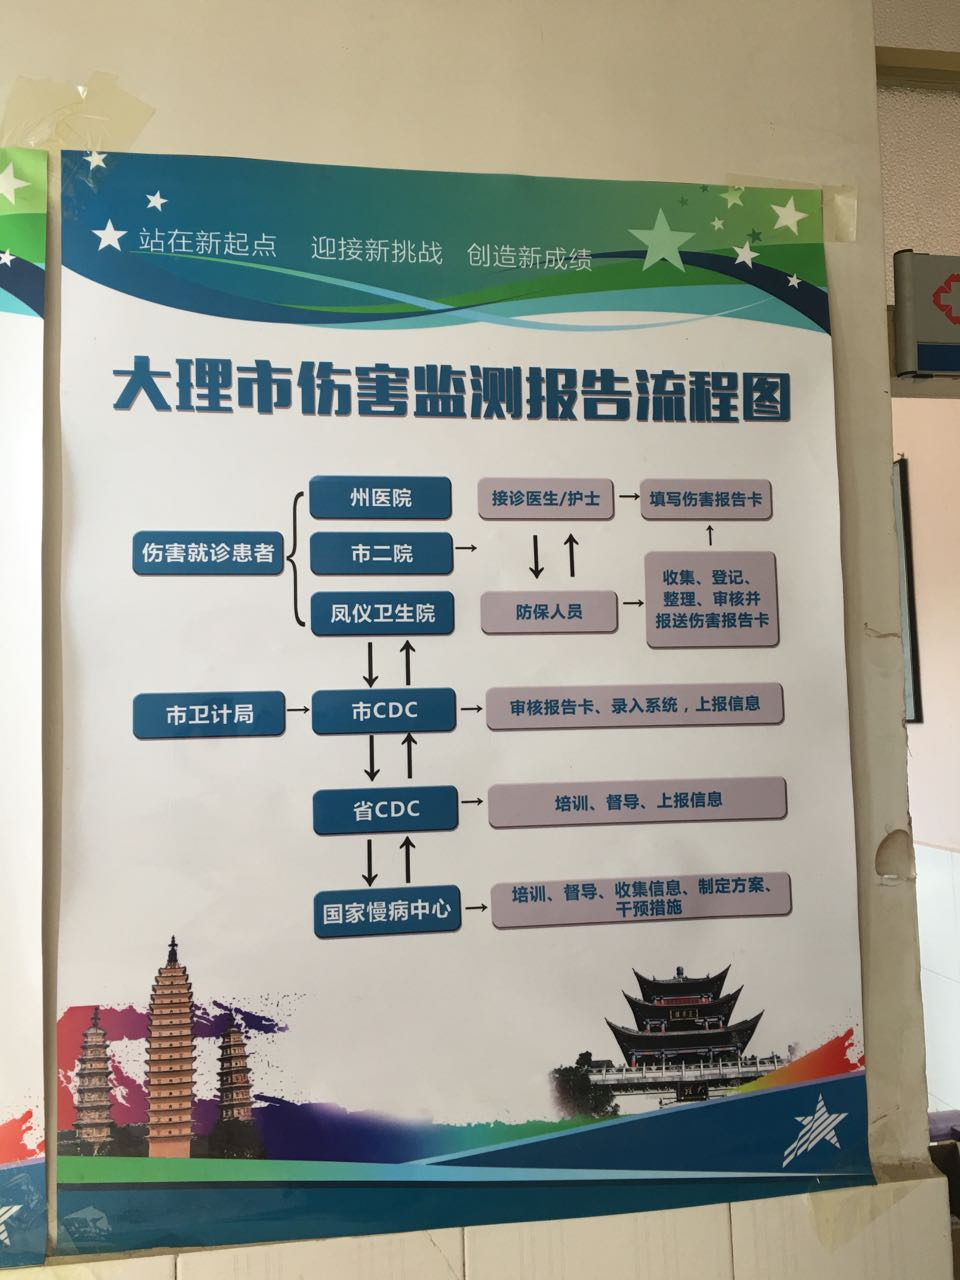 站在新起点 迎接新挑战 创造新成绩
大理市伤害监测报告流程图
伤害就诊患者
州医院
市二院
凤仪卫生院
接诊医生/护士
填写伤害报告卡
防保人员
收集、登记、
整理、审核并
报送伤害报告卡
市卫计局
市CDC
审核报告卡、录入系统，上报信息
省CDC
培训、督导、上报信息
国家慢病中心
培训、督导、收集信息、制定方案、
干预措施